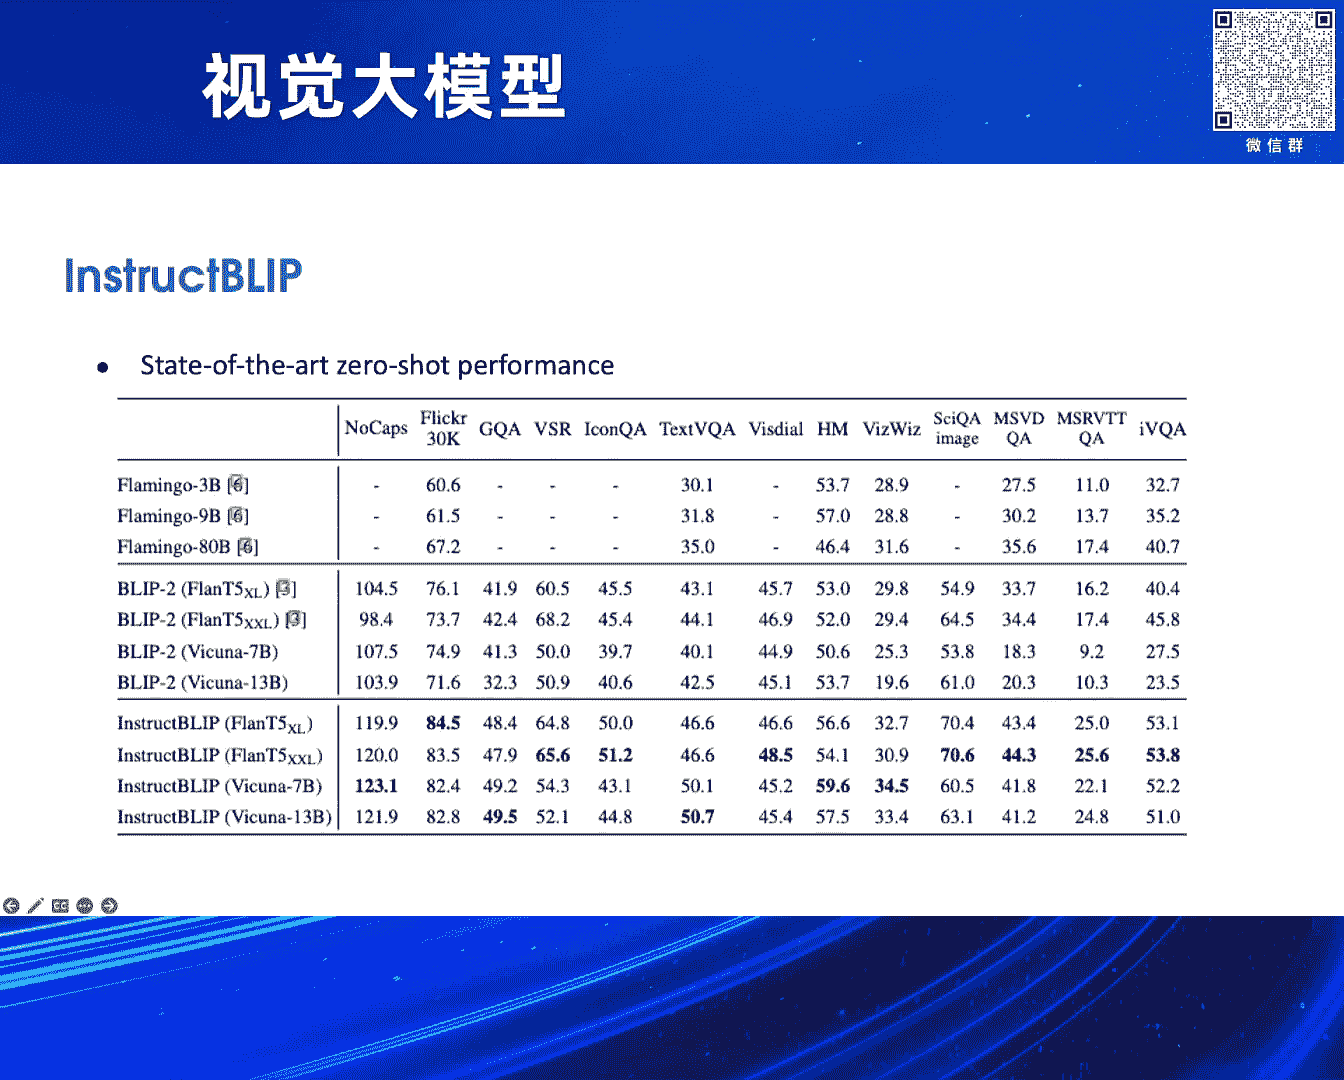 视觉大模型
微信群
InstructBLIP
● State-of-the-art zero-shot performance
NoCaps Flickr 30K GQA VSR IconQA TextVQA Visdial HM VizWiz SciQA image MSVD QA MSRVTT QA iVQA
Flamingo-3B [6] - 60.6 - - - 30.1 - 53.7 28.9 - 27.5 11.0 32.7
Flamingo-9B [6] - 61.5 - - - 31.8 - 57.0 28.8 - 30.2 13.7 35.2
Flamingo-80B [6] - 67.2 - - - 35.0 - 46.4 31.6 - 35.6 17.4 40.7
BLIP-2 (FlanT5XL) [3] 104.5 76.1 41.9 60.5 45.5 43.1 45.7 53.0 29.8 54.9 33.7 16.2 40.4
BLIP-2 (FlanT5XXL) [3] 98.4 73.7 42.4 68.2 45.4 44.1 46.9 52.0 29.4 64.5 34.4 17.4 45.8
BLIP-2 (Vicuna-7B) 107.5 74.9 41.3 50.0 39.7 40.1 44.9 50.6 25.3 53.8 18.3 9.2 27.5
BLIP-2 (Vicuna-13B) 103.9 71.6 32.3 50.9 40.6 42.5 45.1 53.7 19.6 61.0 20.3 10.3 23.5
InstructBLIP (FlanT5XL) 119.9 84.5 48.4 64.8 50.0 46.6 46.6 56.6 32.7 70.4 43.4 25.0 53.1
InstructBLIP (FlanT5XXL) 120.0 83.5 47.9 65.6 51.2 46.6 48.5 54.1 30.9 70.6 44.3 25.6 53.8
InstructBLIP (Vicuna-7B) 123.1 82.4 49.2 54.3 43.1 50.1 45.2 59.6 34.5 60.5 41.8 22.1 52.2
InstructBLIP (Vicuna-13B) 121.9 82.8 49.5 52.1 44.8 50.7 45.4 57.5 33.4 63.1 41.2 24.8 51.0